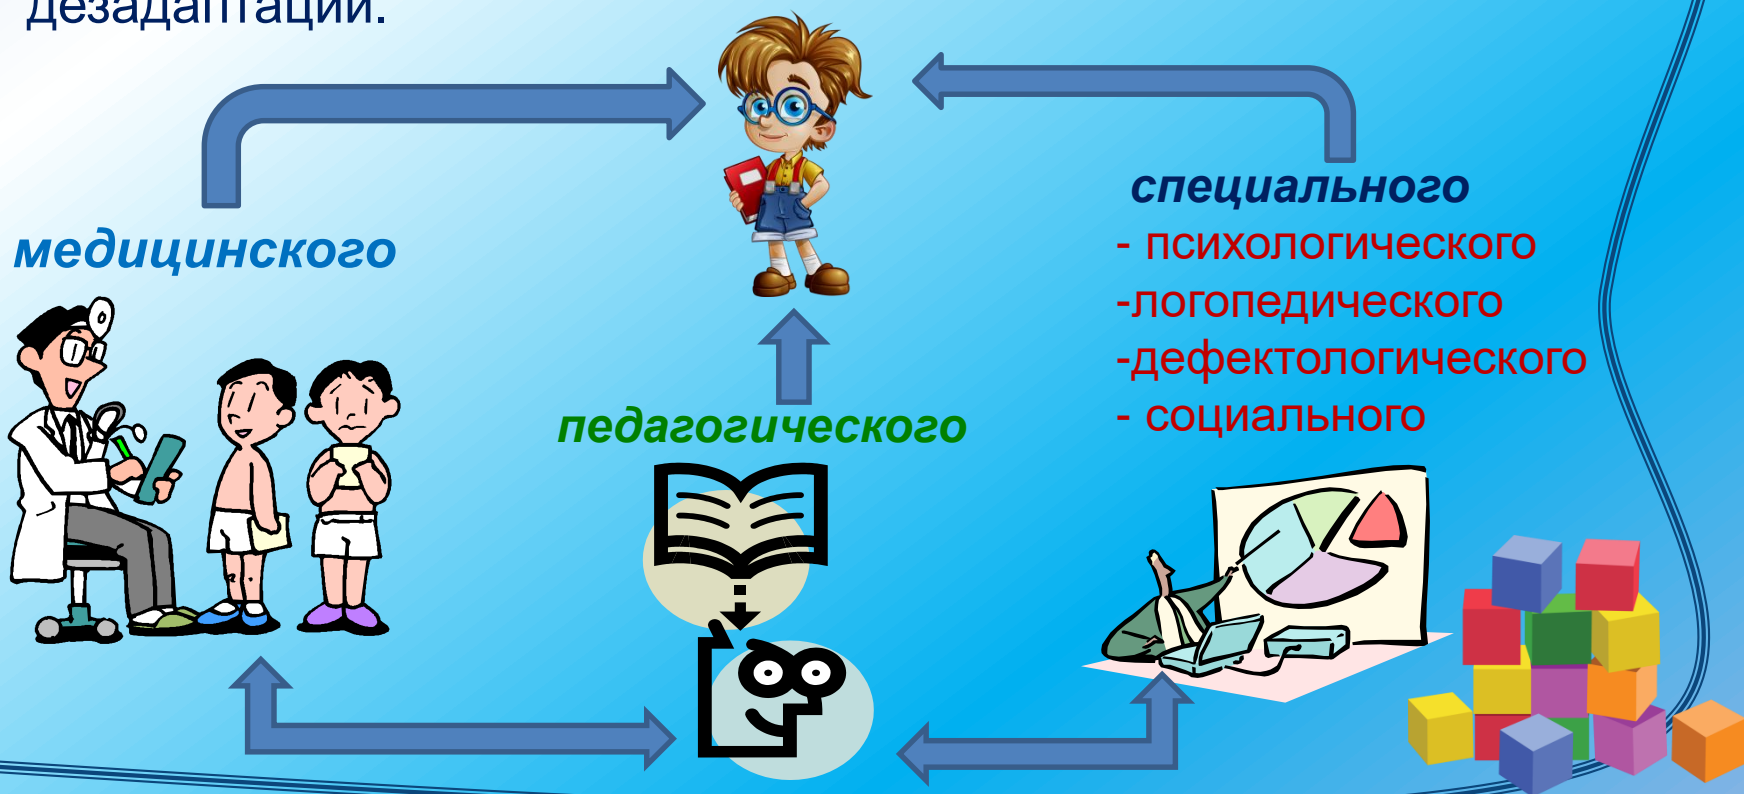 дезадаптации.
специального
медицинского
- психологического
-логопедического
-дефектологического
- социального
педагогического